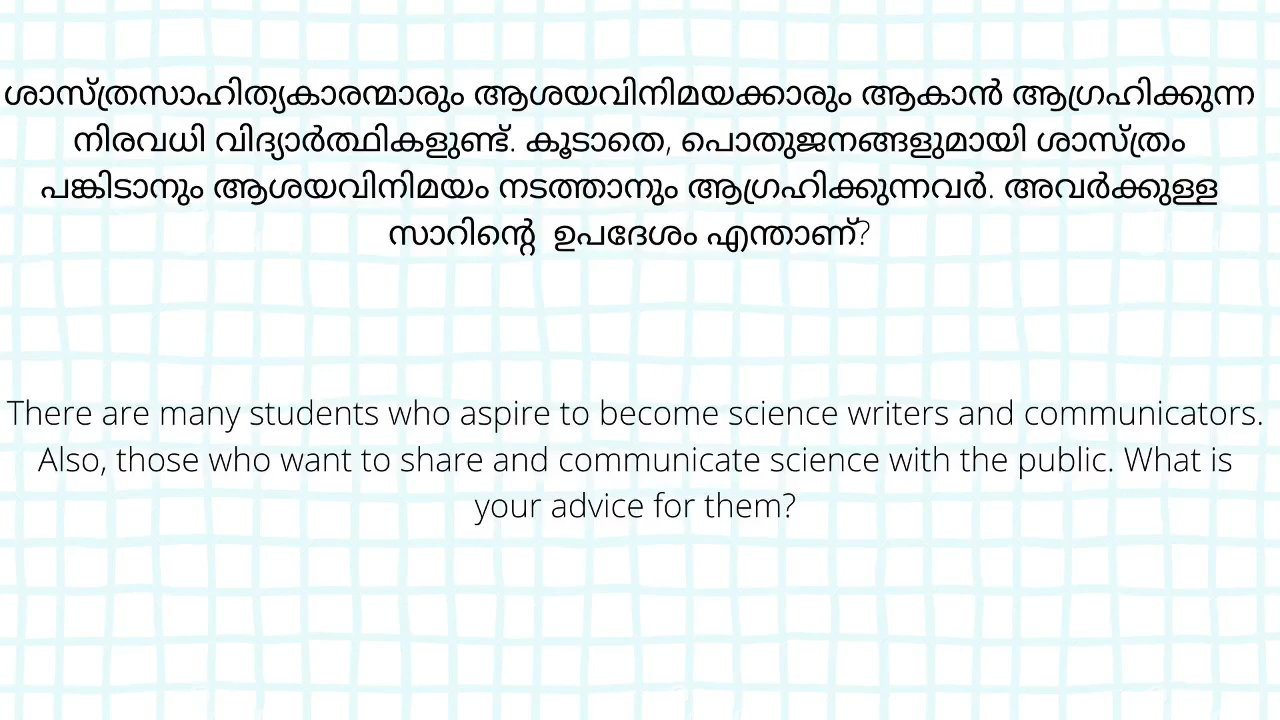 ശാസ്ത്രസാഹിത്യകാരന്മാരും ആശയവിനിമയക്കാരും ആകാൻ ആഗ്രഹിക്കുന്ന
നിരവധി വിദ്യാർത്ഥികളുണ്ട്. കൂടാതെ, പൊതുജനങ്ങളുമായി ശാസ്ത്രം
പങ്കിടാനും ആശയവിനിമയം നടത്താനും ആഗ്രഹിക്കുന്നവർ. അവർക്കുള്ള
സാറിന്റെ ഉപദേശം എന്താണ്?
There are many students who aspire to become science writers and communicators.
Also, those who want to share and communicate science with the public. What is
your advice for them?